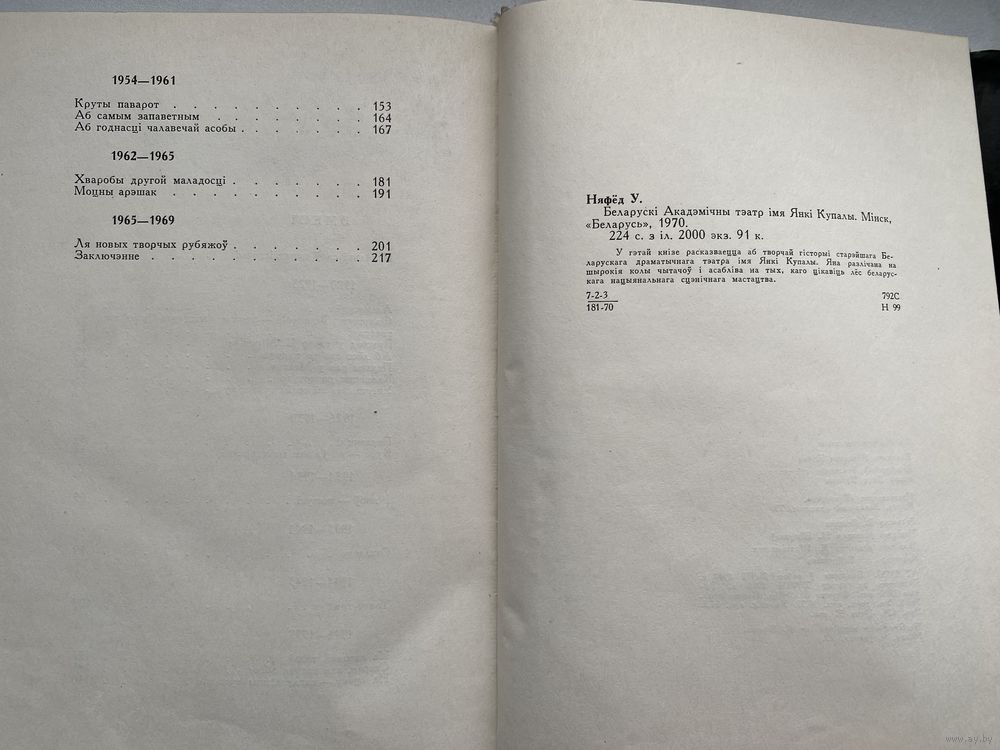 1954—1961
Круты паварот . . . . . . . . . . 153
Аб самым запаветным . . . . . . . . 164
Аб годнасці чалавечай асобы . . . . . . . 167
1962—1965
Хваробы другой маладосці . . . . . . . 181
Моцны арэшак . . . . . . . . . . 191
1965—1969
Ля новых творчых рубяжоў . . . . . . . 201
Заключэнне . . . . . . . . . . . 217
Няфёд У.
Беларускі Акадэмічны тэатр імя Янкі Купалы. Мінск,
«Беларусь», 1970.
224 с. з іл. 2000 экз. 91 к.
У гэтай кнізе расказваецца аб творчай гісторыі старэйшага Бе-
ларускага драматычнага тэатра імя Янкі Купалы. Яна разлічана на
шырокія колы чытачоў і асабліва на тых, каго цікавіць лёс беларус-
кага нацыянальнага сцэнічнага мастацтва.
7-2-3 792С
181-70 Н 99
www.ay.by